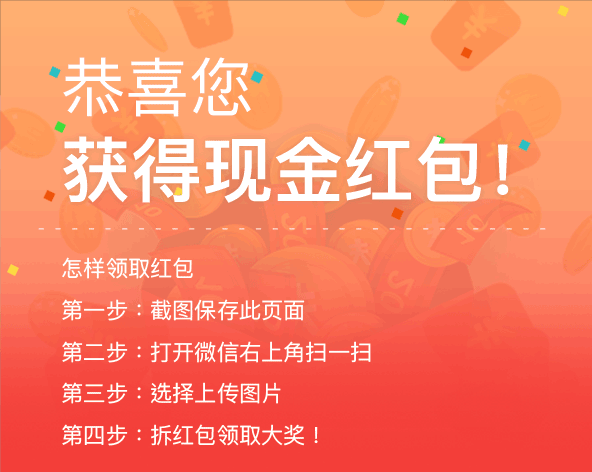 恭喜您
获得现金红包！
怎样领取红包
第一步：截图保存此页面
第二步：打开微信右上角扫一扫
第三步：选择上传图片
第四步：拆红包领取大奖！